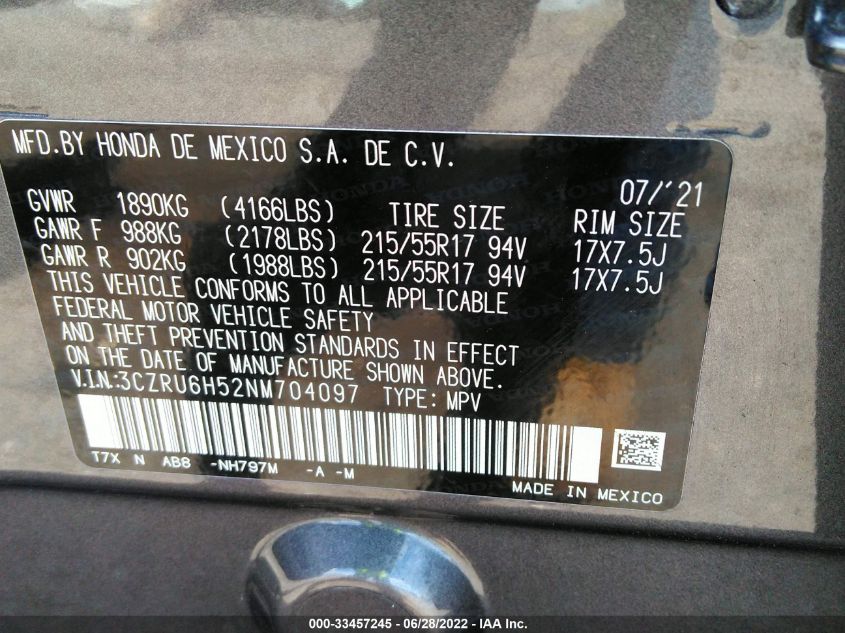 MFD.BY HONDA DE MEXICO S.A. DE C.V.
07/'21
GVWR 1890KG (4166LBS) TIRE SIZE RIM SIZE
GAWR F 988KG (2178LBS) 215/55R17 94V 17X7.5J
GAWR R 902KG (1988LBS) 215/55R17 94V 17X7.5J
THIS VEHICLE CONFORMS TO ALL APPLICABLE
FEDERAL MOTOR VEHICLE SAFETY
AND THEFT PREVENTION STANDARDS IN EFFECT
ON THE DATE OF MANUFACTURE SHOWN ABOVE.
V.I.N.:3CZRU6H52NM704097 TYPE: MPV
T7X N AB8 -NH797M -A -M
MADE IN MEXICO
000-33457245 - 06/28/2022 - IAA Inc.